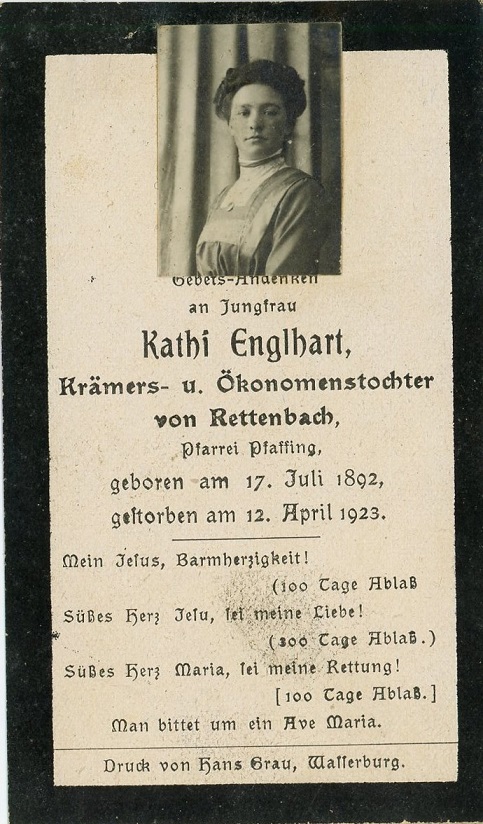 Gebets-Andenken
an Jungfrau
Kathi Englhart,
Krämers- u. Ökonomenstochter
von Rettenbach,
Pfarrei Pfaffing,
geboren am 17. Juli 1892,
geſtorben am 12. April 1923.
Mein Jeſus, Barmherzigkeit!
(100 Tage Ablaß
Süßes Herz Jeſu, ſei meine Liebe!
(300 Tage Ablaß.)
Süßes Herz Maria, ſei meine Rettung!
[100 Tage Ablaß.]
Man bittet um ein Ave Maria.
Druck von Hans Grau, Waſſerburg.